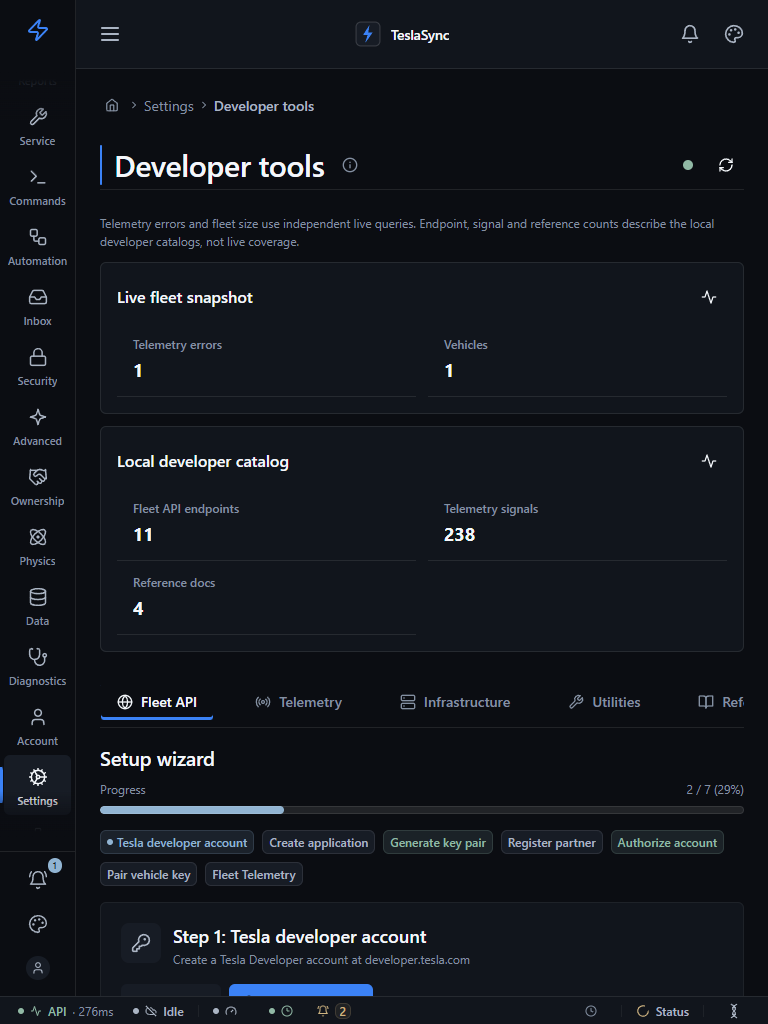 TeslaSync
Reports
Service
Commands
Automation
Inbox
Security
Advanced
Ownership
Physics
Data
Diagnostics
Account
Settings
1
Settings
Developer tools
Developer tools
Telemetry errors and fleet size use independent live queries. Endpoint, signal and reference counts describe the local
developer catalogs, not live coverage.
Live fleet snapshot
Telemetry errors
1
Vehicles
1
Local developer catalog
Fleet API endpoints
11
Telemetry signals
238
Reference docs
4
Fleet API
Telemetry
Infrastructure
Utilities
Ref
Setup wizard
Progress
2 / 7 (29%)
Tesla developer account
Create application
Generate key pair
Register partner
Authorize account
Pair vehicle key
Fleet Telemetry
Step 1: Tesla developer account
Create a Tesla Developer account at developer.tesla.com
API · 276ms
Idle
2
Status